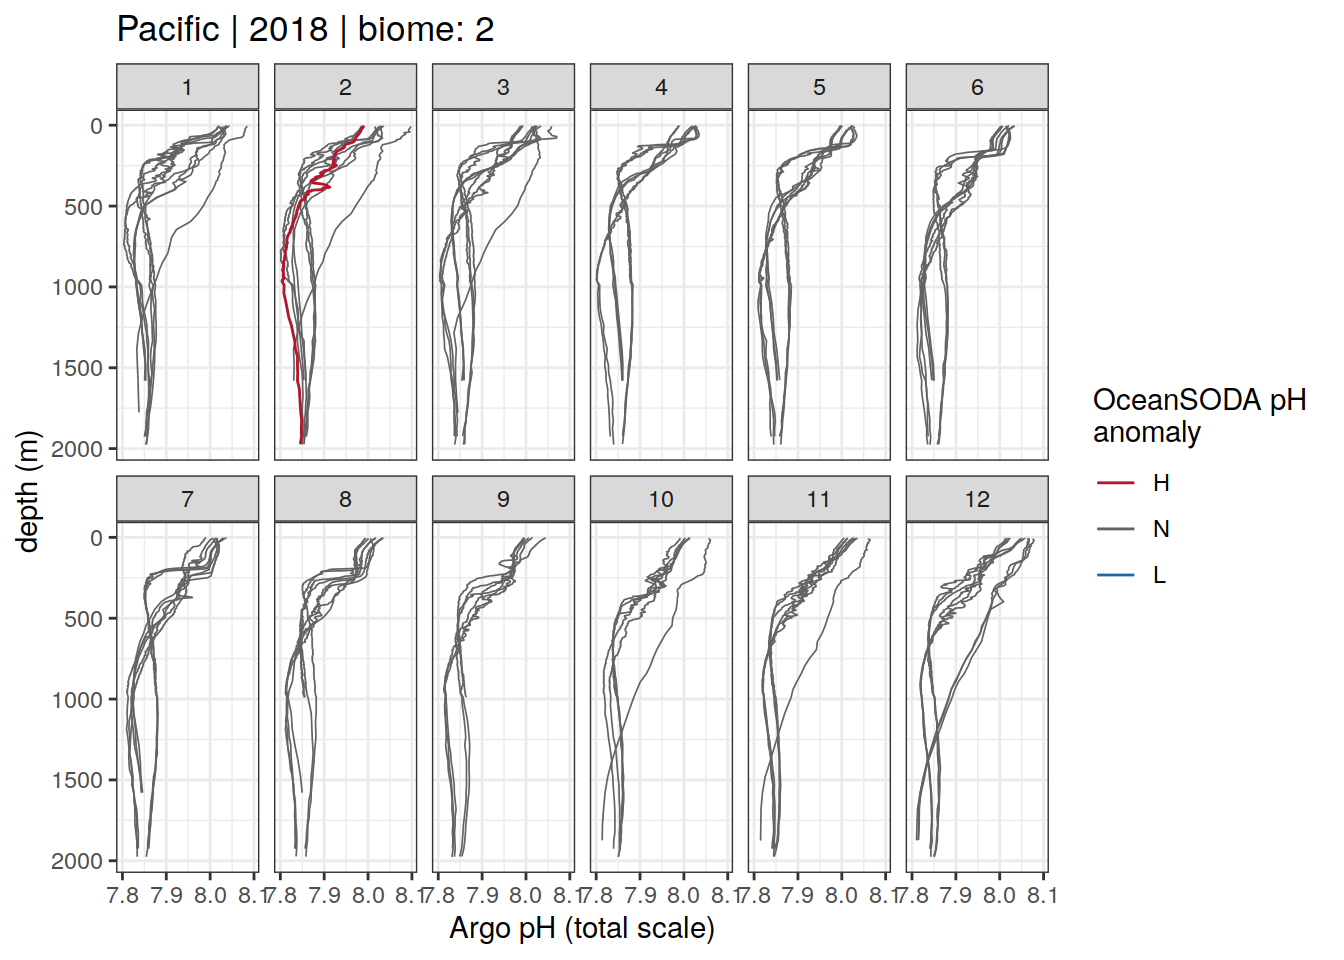 Pacific | 2018 | biome: 2
1 2 3 4 5 6
0
500
1000
1500
2000
7 8 9 10 11 12
0
500
1000
1500
2000
7.8 7.9 8.0 8.1 7.8 7.9 8.0 8.1 7.8 7.9 8.0 8.1 7.8 7.9 8.0 8.1 7.8 7.9 8.0 8.1 7.8 7.9 8.0 8.1
Argo pH (total scale)
depth (m)
OceanSODA pH
anomaly
H
N
L